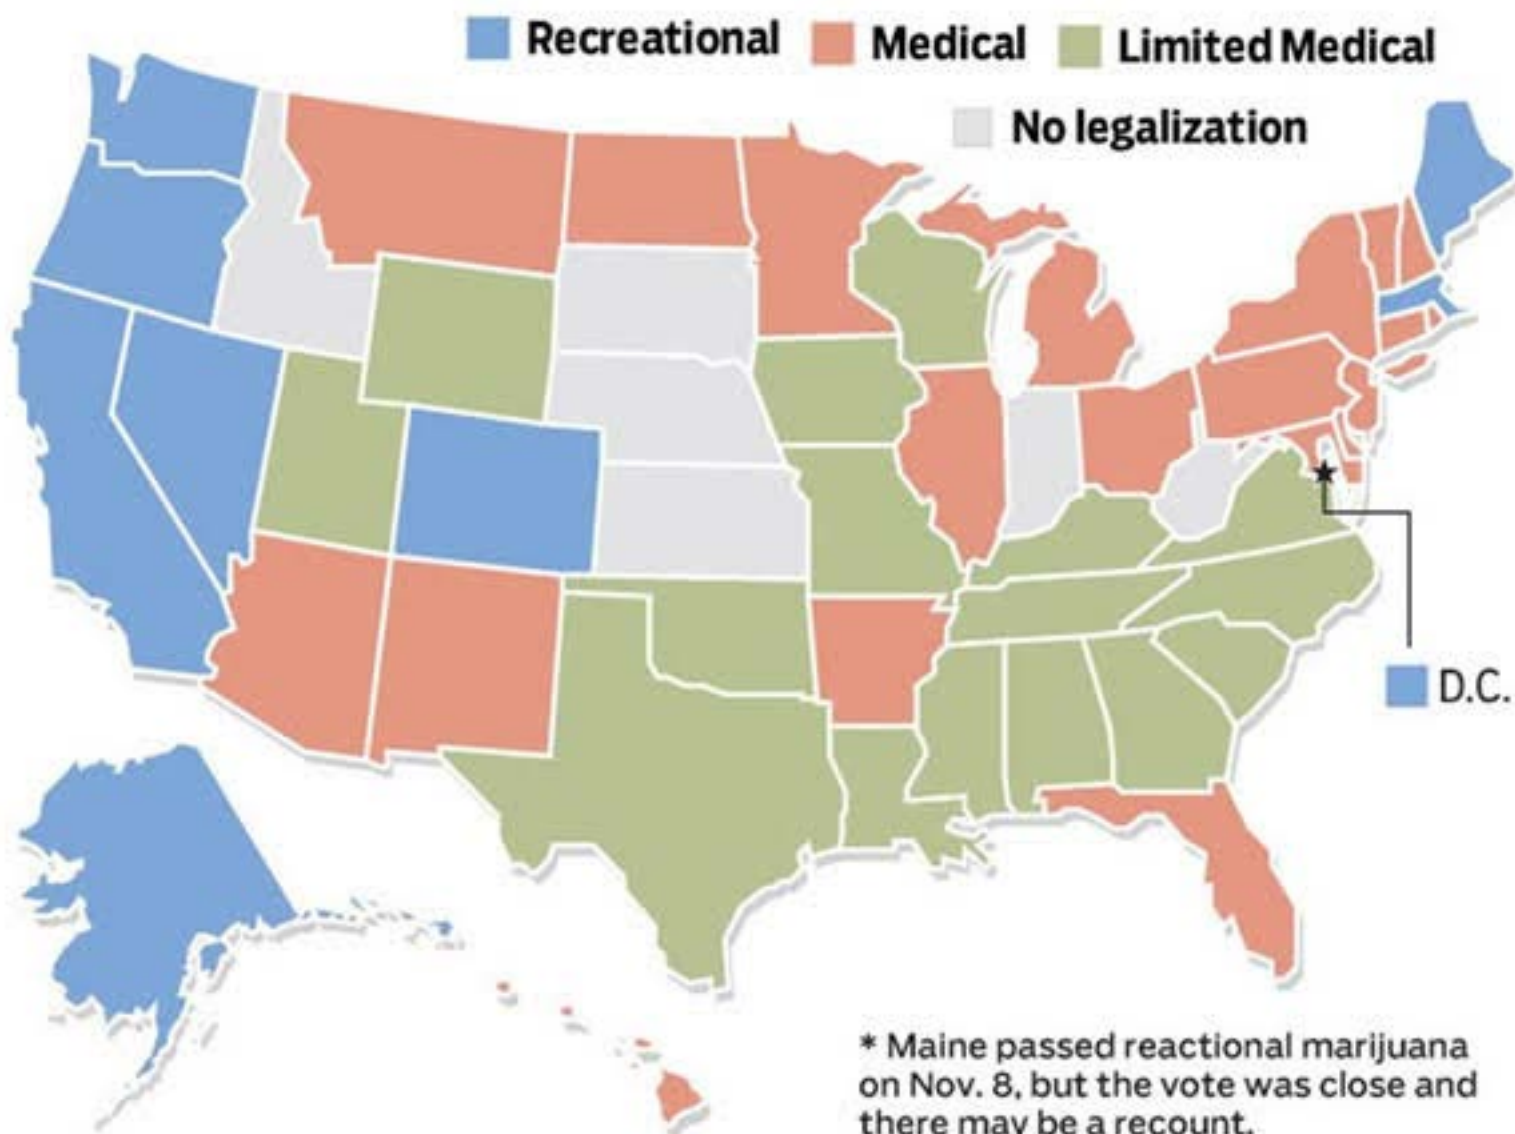 Recreational Medical Limited Medical
No legalization
D.C.
* Maine passed reactional marijuana
on Nov. 8, but the vote was close and
there may be a recount.